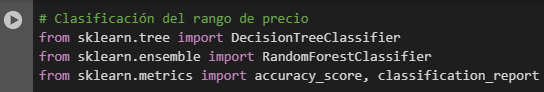 # Clasificación del rango de precio
from sklearn.tree import DecisionTreeClassifier
from sklearn.ensemble import RandomForestClassifier
from sklearn.metrics import accuracy_score, classification_report